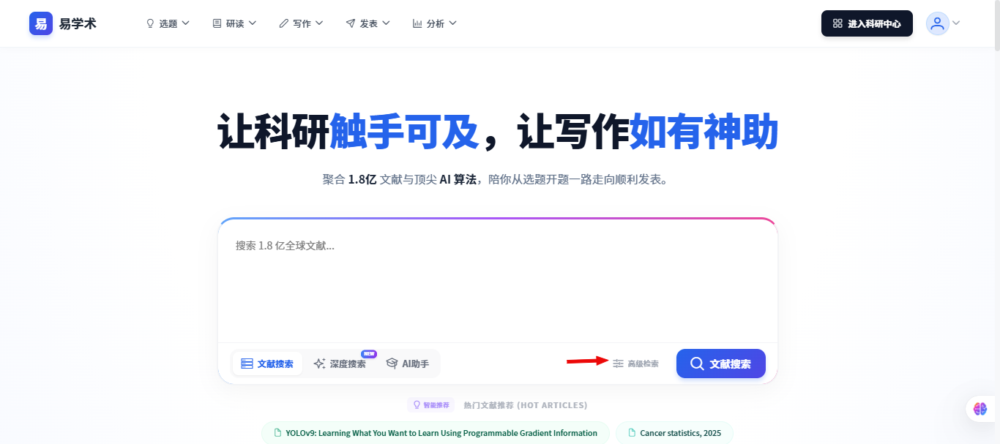 易 易学术 选题 研读 写作 发表 分析 进入科研中心
让科研触手可及，让写作如有神助
聚合 1.8亿 文献与顶尖 AI 算法，陪你从选题开题一路走向顺利发表。
搜索 1.8 亿全球文献...
文献搜索 深度搜索 NEW AI助手 高级检索 文献搜索
智能推荐 热门文献推荐 (HOT ARTICLES)
YOLOv9: Learning What You Want to Learn Using Programmable Gradient Information Cancer statistics, 2025